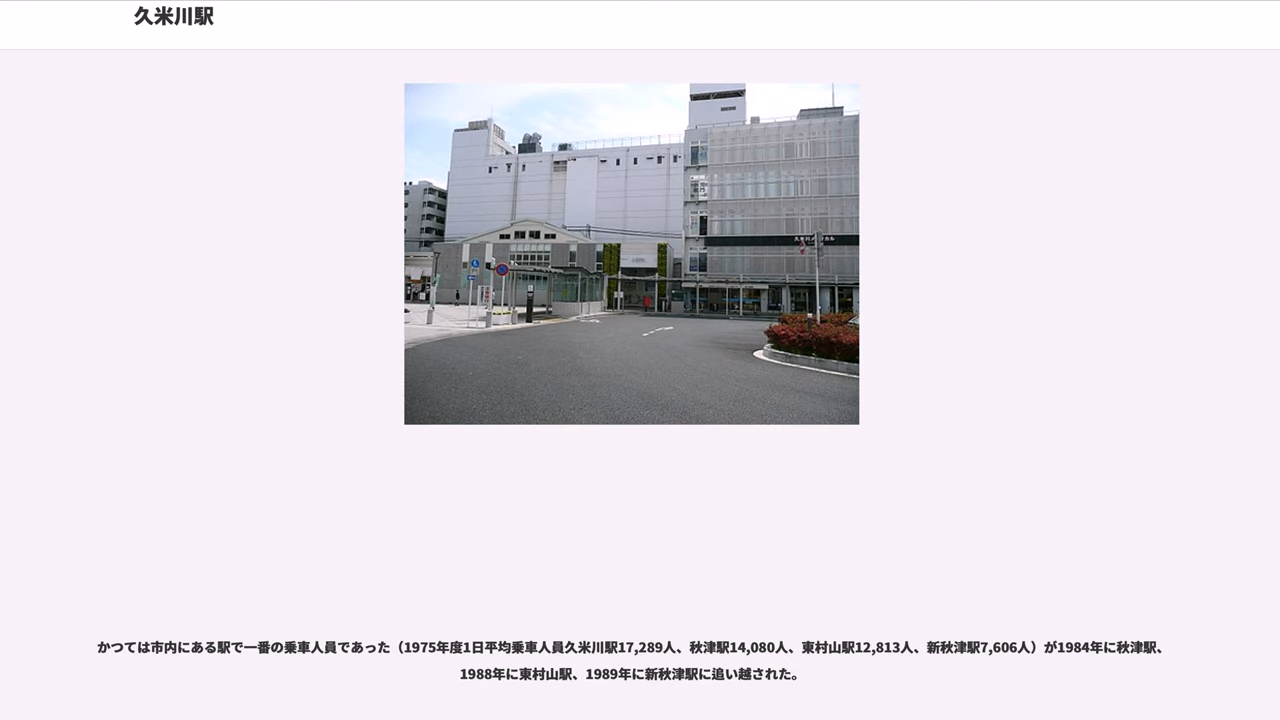 久米川駅
かつては市内にある駅で一番の乗車人員であった（1975年度1日平均乗車人員久米川駅17,289人、秋津駅14,080人、東村山駅12,813人、新秋津駅7,606人）が1984年に秋津駅、
1988年に東村山駅、1989年に新秋津駅に追い越された。